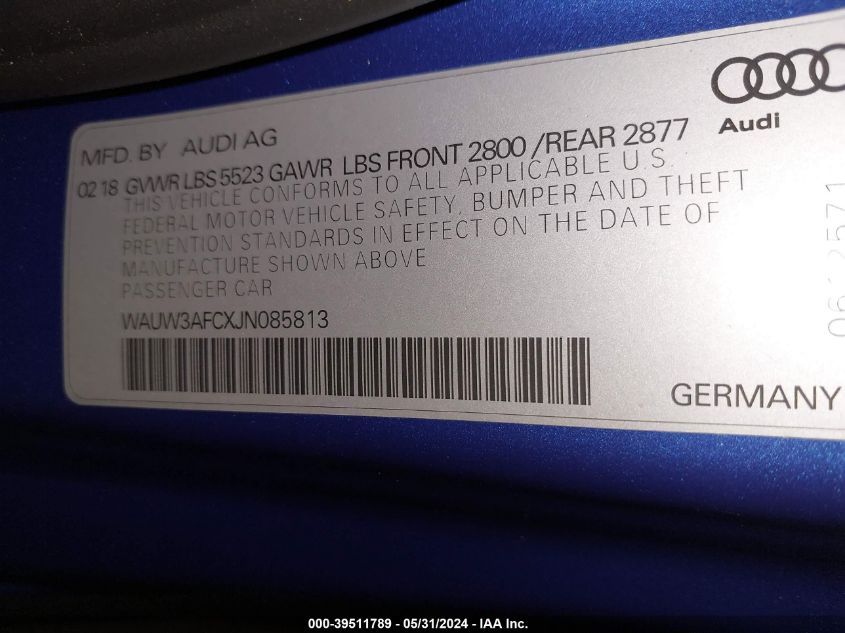 Audi
MFD. BY AUDI AG
02 18 GVWR LBS 5523 GAWR LBS FRONT 2800 /REAR 2877
THIS VEHICLE CONFORMS TO ALL APPLICABLE U.S.
FEDERAL MOTOR VEHICLE SAFETY, BUMPER AND THEFT
PREVENTION STANDARDS IN EFFECT ON THE DATE OF
MANUFACTURE SHOWN ABOVE
PASSENGER CAR
WAUW3AFCXJN085813
GERMANY
000-39511789 - 05/31/2024 - IAA Inc.